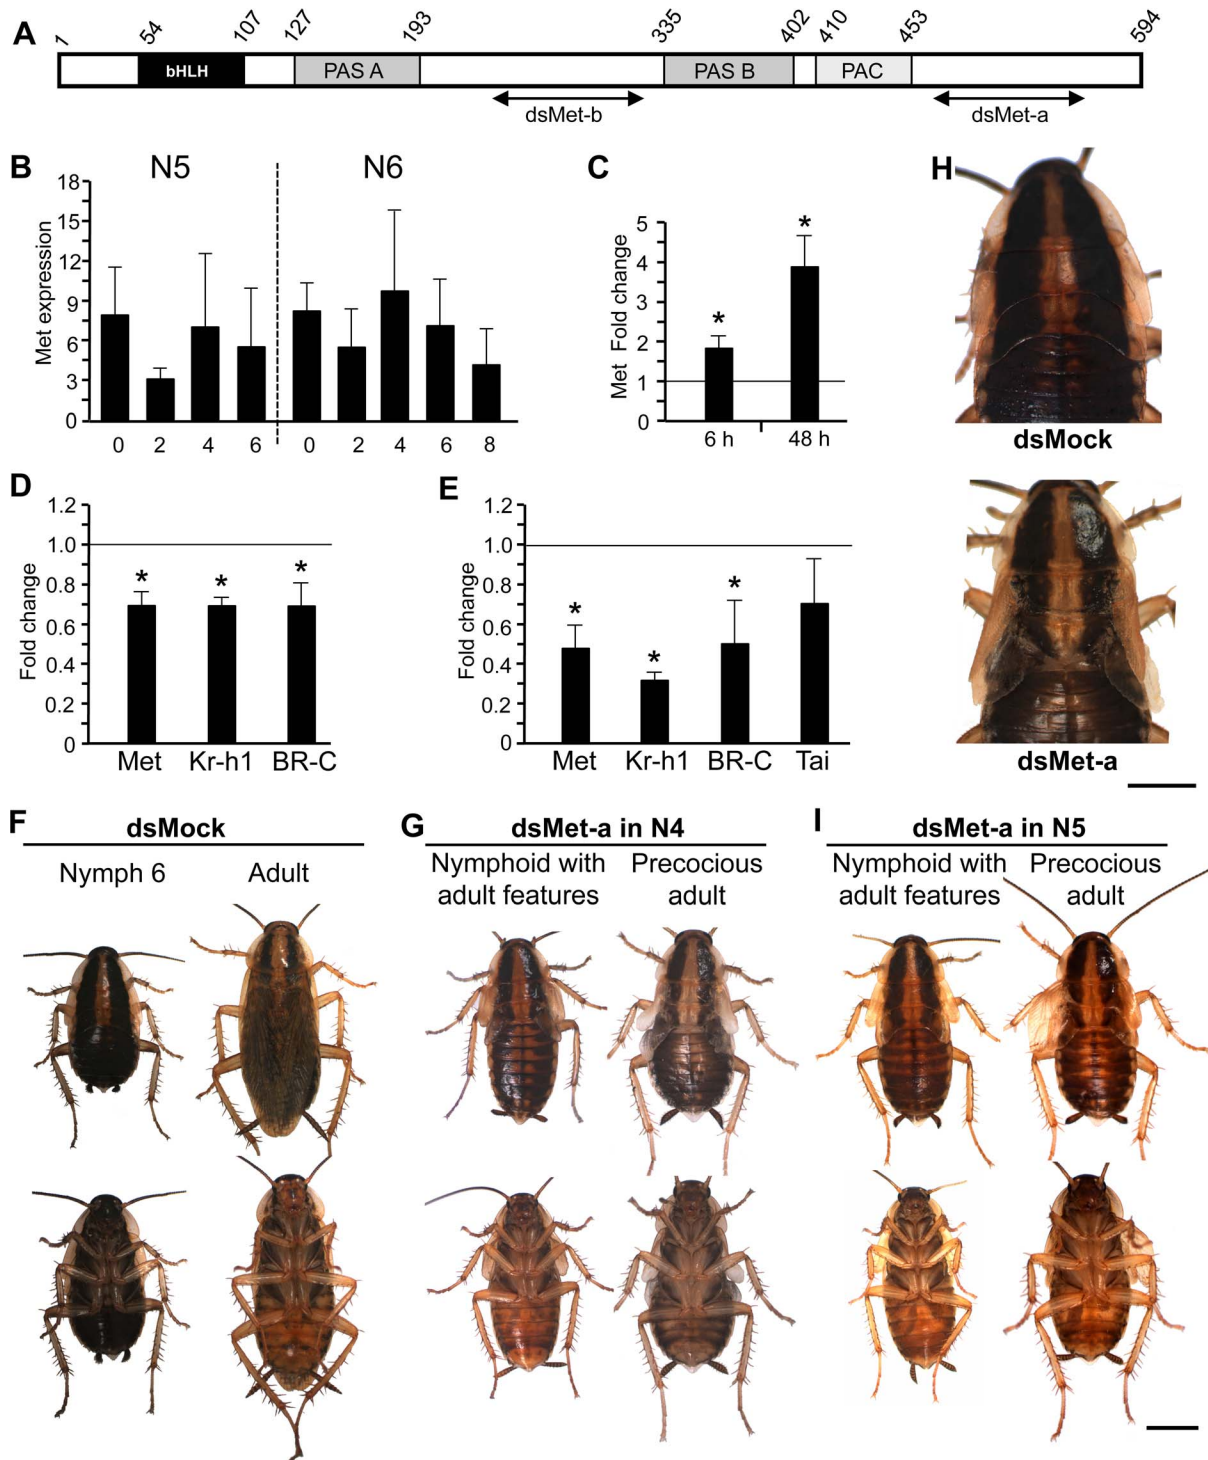 A
1 54 107 127 193 335 402 410 453 594
bHLH PAS A PAS B PAC
dsMet-b dsMet-a
B
N5 N6
Met expression
18
15
12
9
6
3
0
0 2 4 6 0 2 4 6 8
C
Met Fold change
5
4
3
2
1
0
* *
6 h 48 h
D
Fold change
1.2
1.0
0.8
0.6
0.4
0.2
0
* * *
Met Kr-h1 BR-C
E
Fold change
1.2
1.0
0.8
0.6
0.4
0.2
0
* * *
Met Kr-h1 BR-C Tai
H
dsMock
dsMet-a
F
dsMock
Nymph 6 Adult
G
dsMet-a in N4
Nymphoid with Precocious
adult features adult
I
dsMet-a in N5
Nymphoid with Precocious
adult features adult